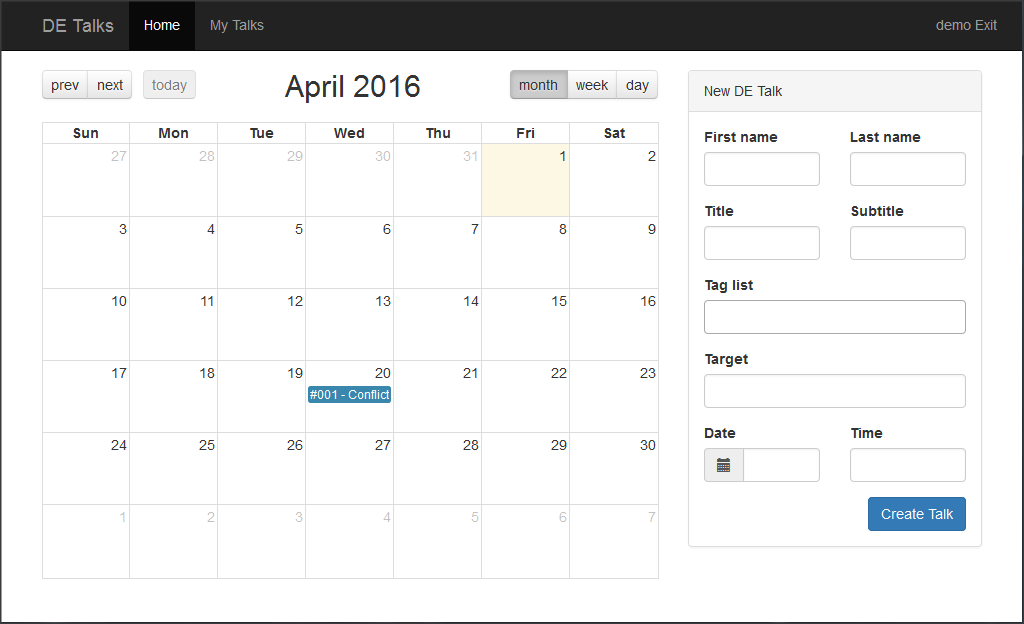 DE Talks Home My Talks demo Exit
prev next today April 2016 month week day
Sun Mon Tue Wed Thu Fri Sat
27 28 29 30 31 1 2
3 4 5 6 7 8 9
10 11 12 13 14 15 16
17 18 19 20 21 22 23
#001 - Conflict
24 25 26 27 28 29 30
1 2 3 4 5 6 7
New DE Talk
First name Last name
Title Subtitle
Tag list
Target
Date Time
Create Talk